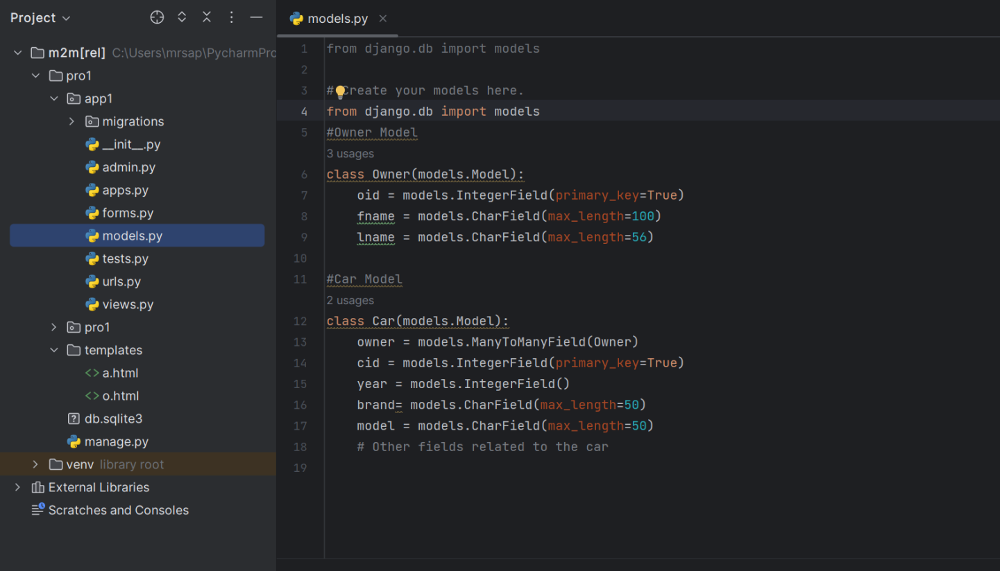 Project
m2m[rel] C:\Users\mrsap\PycharmPro
pro1
app1
migrations
__init__.py
admin.py
apps.py
forms.py
models.py
tests.py
urls.py
views.py
pro1
templates
<> a.html
<> o.html
? db.sqlite3
manage.py
venv library root
External Libraries
Scratches and Consoles
models.py ×
1 from django.db import models
2
3 # Create your models here.
4 from django.db import models
5 #Owner Model
3 usages
6 class Owner(models.Model):
7     oid = models.IntegerField(primary_key=True)
8     fname = models.CharField(max_length=100)
9     lname = models.CharField(max_length=56)
10
11 #Car Model
2 usages
12 class Car(models.Model):
13     owner = models.ManyToManyField(Owner)
14     cid = models.IntegerField(primary_key=True)
15     year = models.IntegerField()
16     brand= models.CharField(max_length=50)
17     model = models.CharField(max_length=50)
18     # Other fields related to the car
19